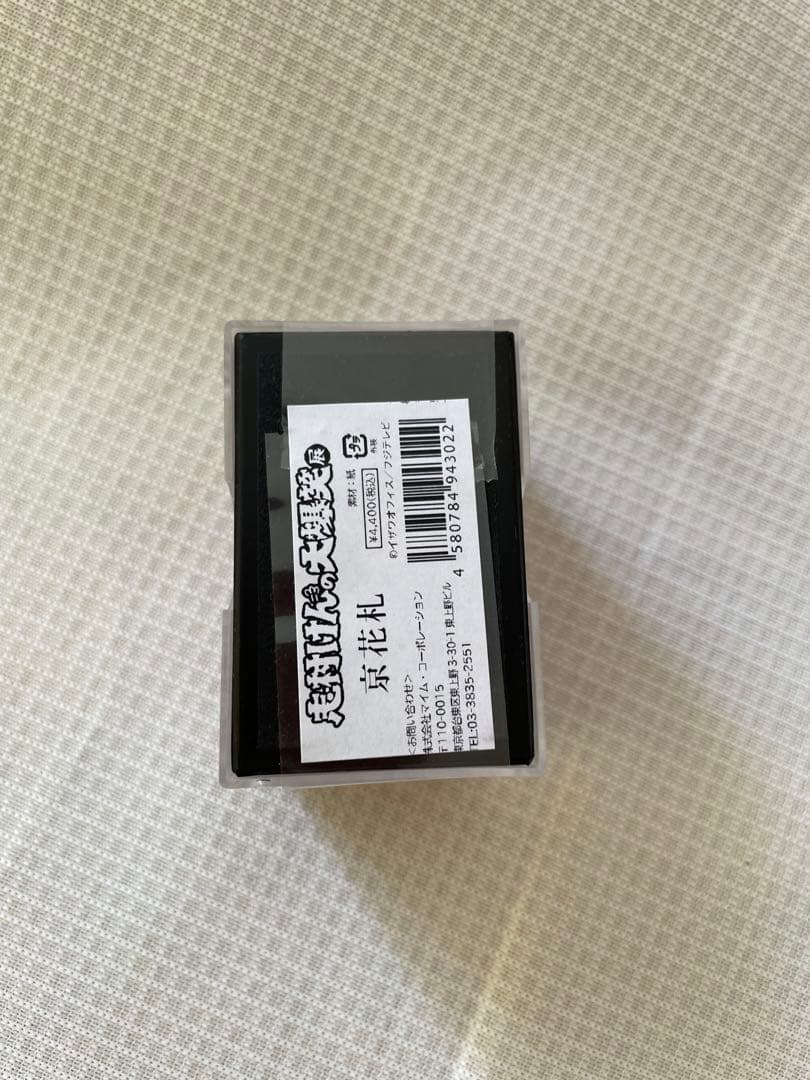 志村けんの大爆笑展
京花札
素材：紙
¥4,400(税込)
プラ
外装
©イザワオフィス／フジテレビ
4 580784 943022
<お問い合わせ>
株式会社マイム・コーポレーション
〒110-0015
東京都台東区東上野3-30-1 東上野ビル
TEL:03-3835-2551